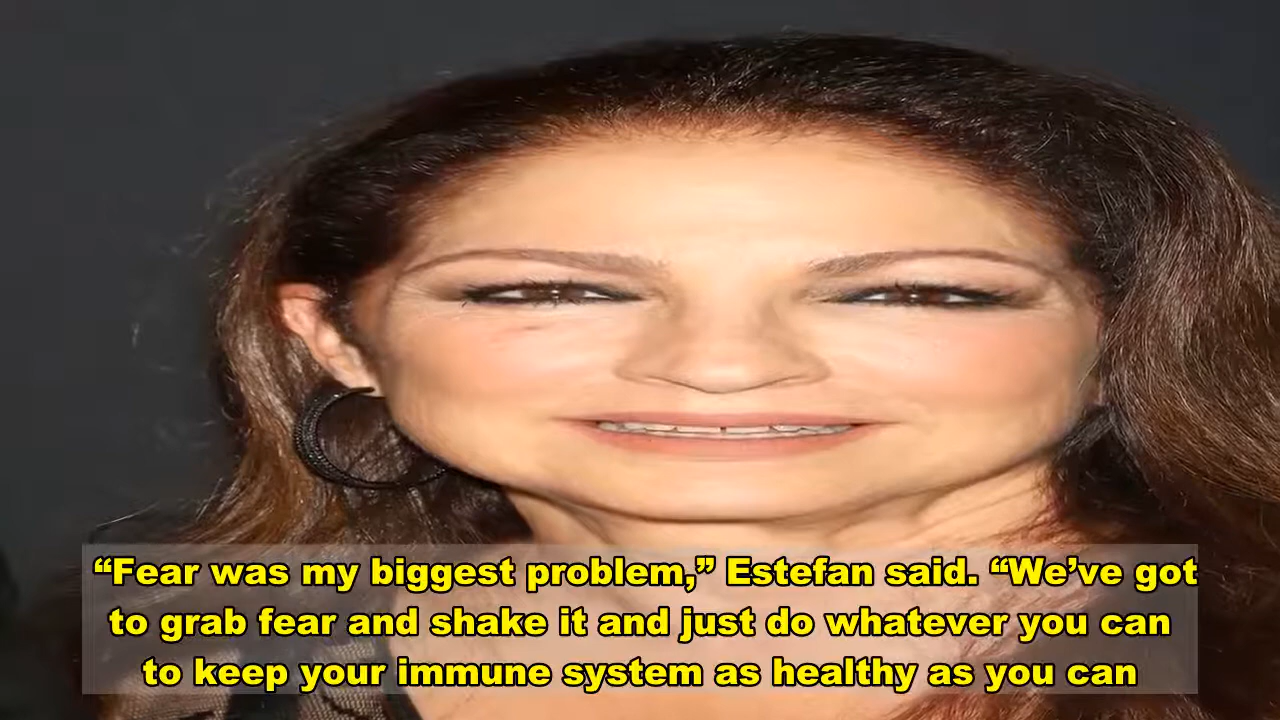 “Fear was my biggest problem,” Estefan said. “We’ve got
to grab fear and shake it and just do whatever you can
to keep your immune system as healthy as you can